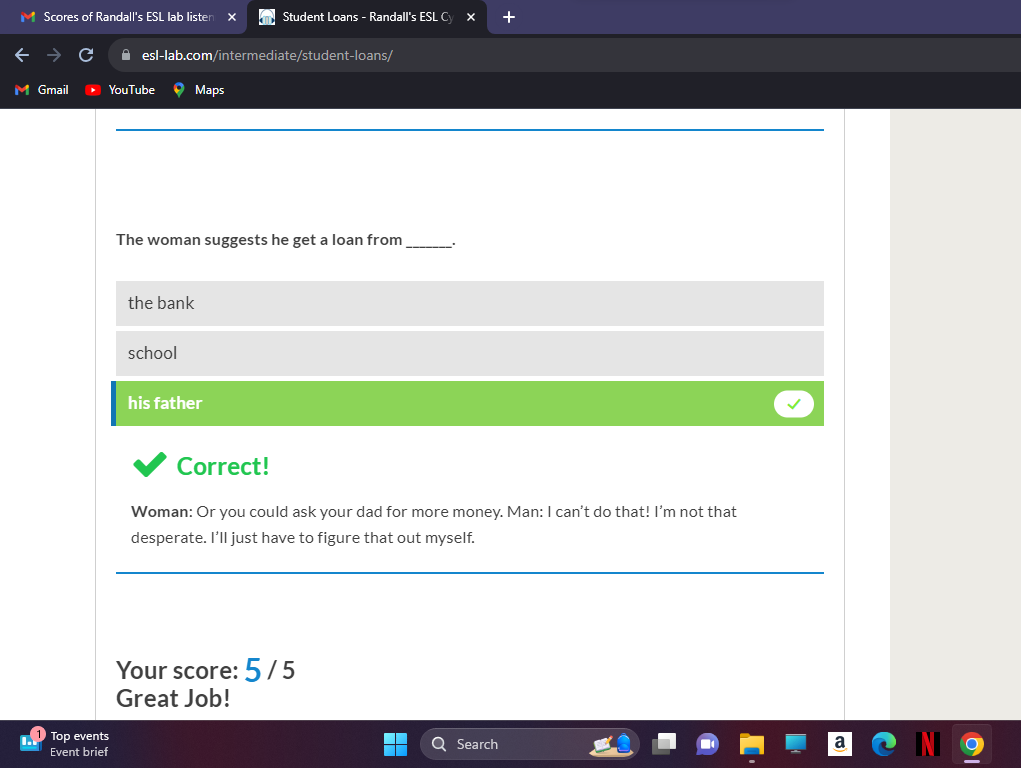 Scores of Randall's ESL lab listen
Student Loans - Randall's ESL Cy
esl-lab.com/intermediate/student-loans/
Gmail YouTube Maps
The woman suggests he get a loan from _______.
the bank
school
his father
Correct!
Woman: Or you could ask your dad for more money. Man: I can’t do that! I’m not that
desperate. I’ll just have to figure that out myself.
Your score: 5 / 5
Great Job!
1
Top events
Event brief
Search
a
N